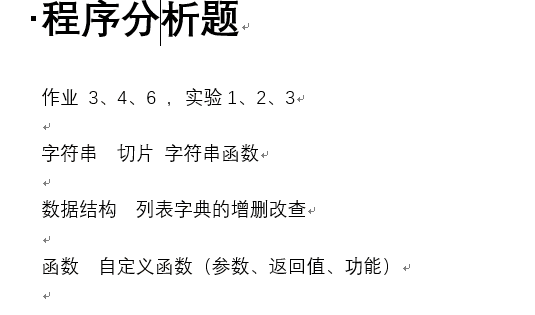 ·程序分析题
作业 3、4、6 ，实验 1、2、3
字符串 切片 字符串函数
数据结构 列表字典的增删改查
函数 自定义函数（参数、返回值、功能）